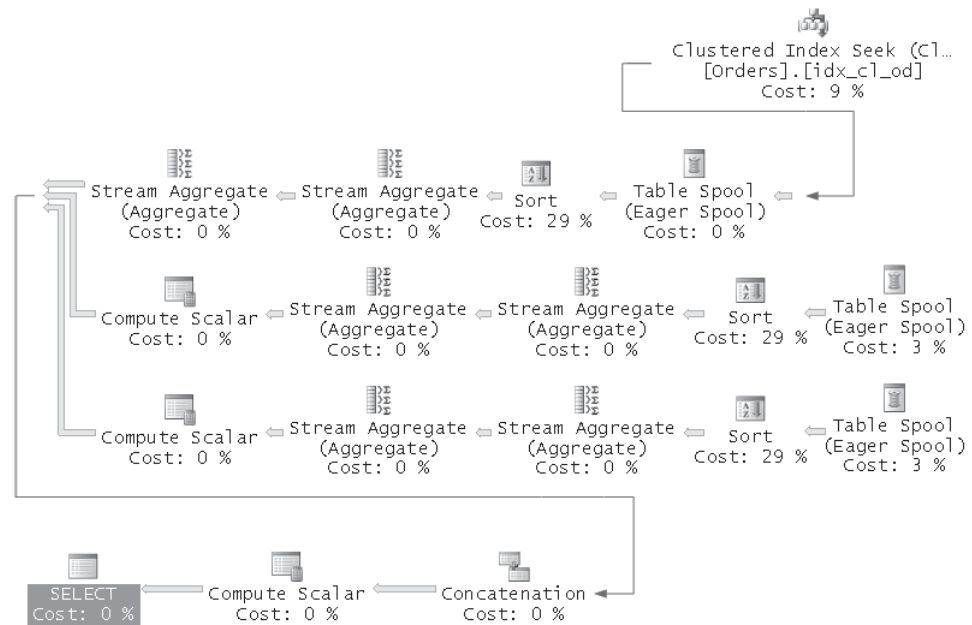 Clustered Index Seek (Cl…
[Orders].[idx_cl_od]
Cost: 9 %
Stream Aggregate
(Aggregate)
Cost: 0 %
Stream Aggregate
(Aggregate)
Cost: 0 %
Sort
Cost: 29 %
Table Spool
(Eager Spool)
Cost: 0 %
Compute Scalar
Cost: 0 %
Stream Aggregate
(Aggregate)
Cost: 0 %
Stream Aggregate
(Aggregate)
Cost: 0 %
Sort
Cost: 29 %
Table Spool
(Eager Spool)
Cost: 3 %
Compute Scalar
Cost: 0 %
Stream Aggregate
(Aggregate)
Cost: 0 %
Stream Aggregate
(Aggregate)
Cost: 0 %
Sort
Cost: 29 %
Table Spool
(Eager Spool)
Cost: 3 %
SELECT
Cost: 0 %
Compute Scalar
Cost: 0 %
Concatenation
Cost: 0 %